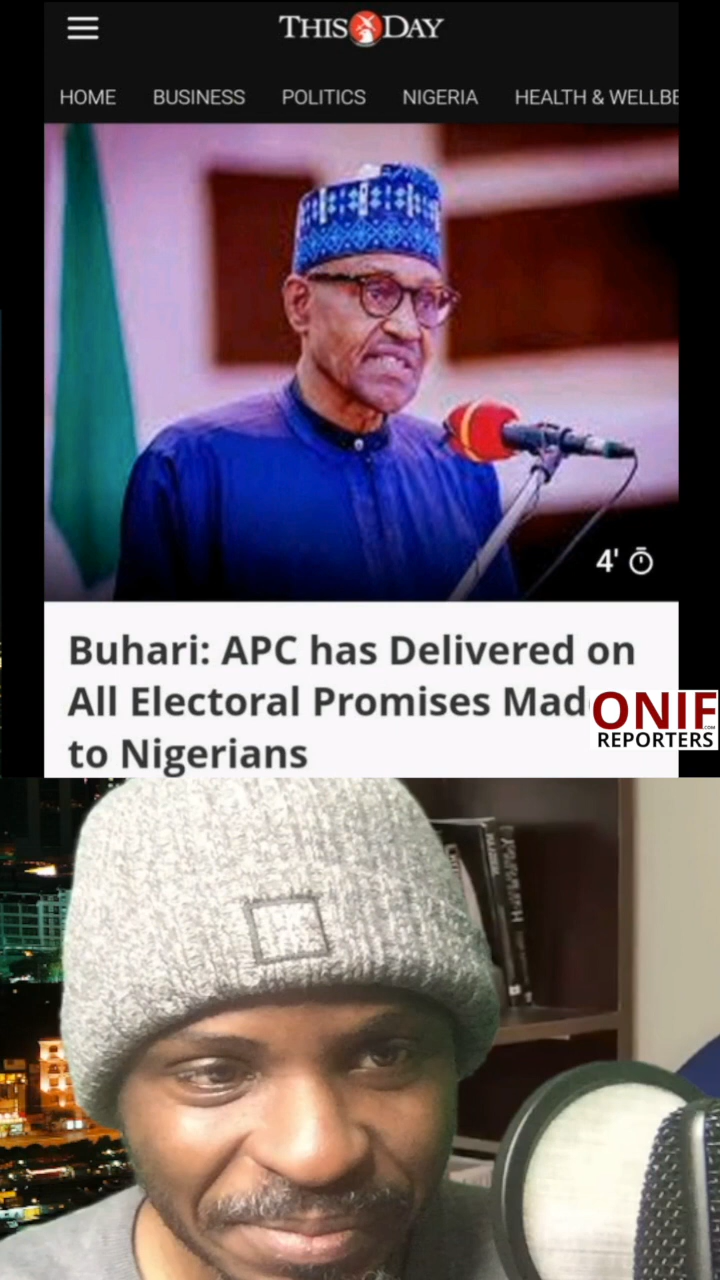 THISDAY
HOME BUSINESS POLITICS NIGERIA HEALTH & WELLBE
4'
Buhari: APC has Delivered on
All Electoral Promises Mad
to Nigerians
ONIF
.COM
REPORTERS